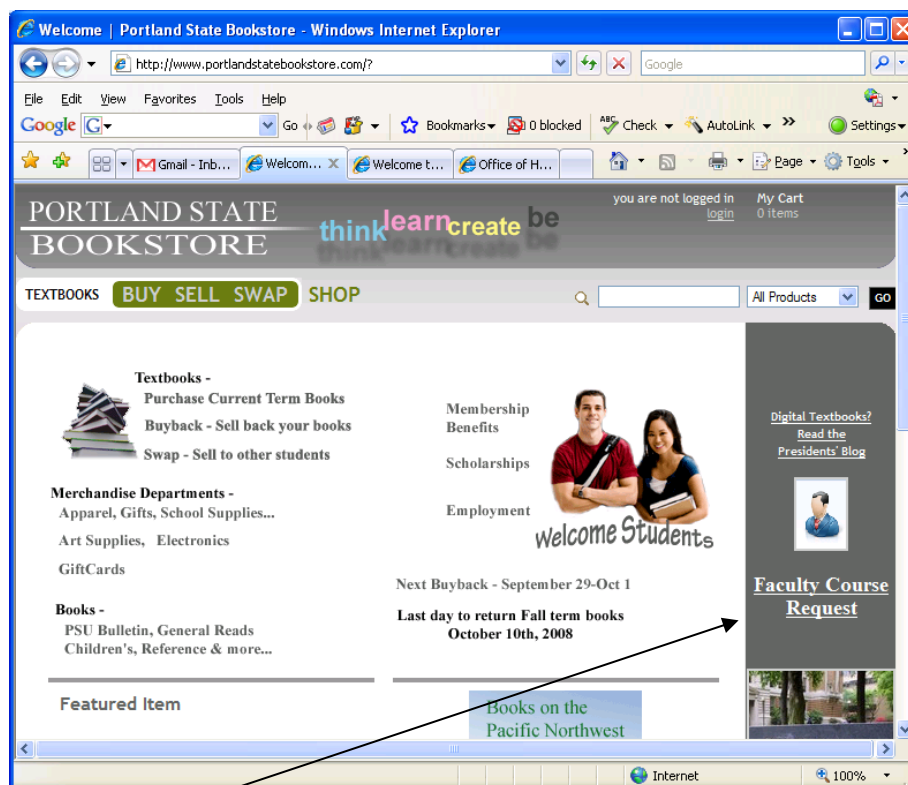 Welcome | Portland State Bookstore - Windows Internet Explorer
http://www.portlandstatebookstore.com/?
Google
File Edit View Favorites Tools Help
Google G Go Bookmarks 0 blocked ABC Check AutoLink » Settings
Gmail - Inb... Welcom... X Welcome t... Office of H... Page Tools »
PORTLAND STATE
BOOKSTORE
think learn create be
you are not logged in
login
My Cart
0 items
TEXTBOOKS BUY SELL SWAP SHOP
All Products GO
Textbooks -
Purchase Current Term Books
Buyback - Sell back your books
Swap - Sell to other students
Merchandise Departments -
Apparel, Gifts, School Supplies...
Art Supplies, Electronics
GiftCards
Books -
PSU Bulletin, General Reads
Children's, Reference & more...
Membership
Benefits
Scholarships
Employment
Welcome Students
Next Buyback - September 29-Oct 1
Last day to return Fall term books
October 10th, 2008
Digital Textbooks?
Read the
Presidents' Blog
Faculty Course
Request
Featured Item
Books on the
Pacific Northwest
Internet 100%